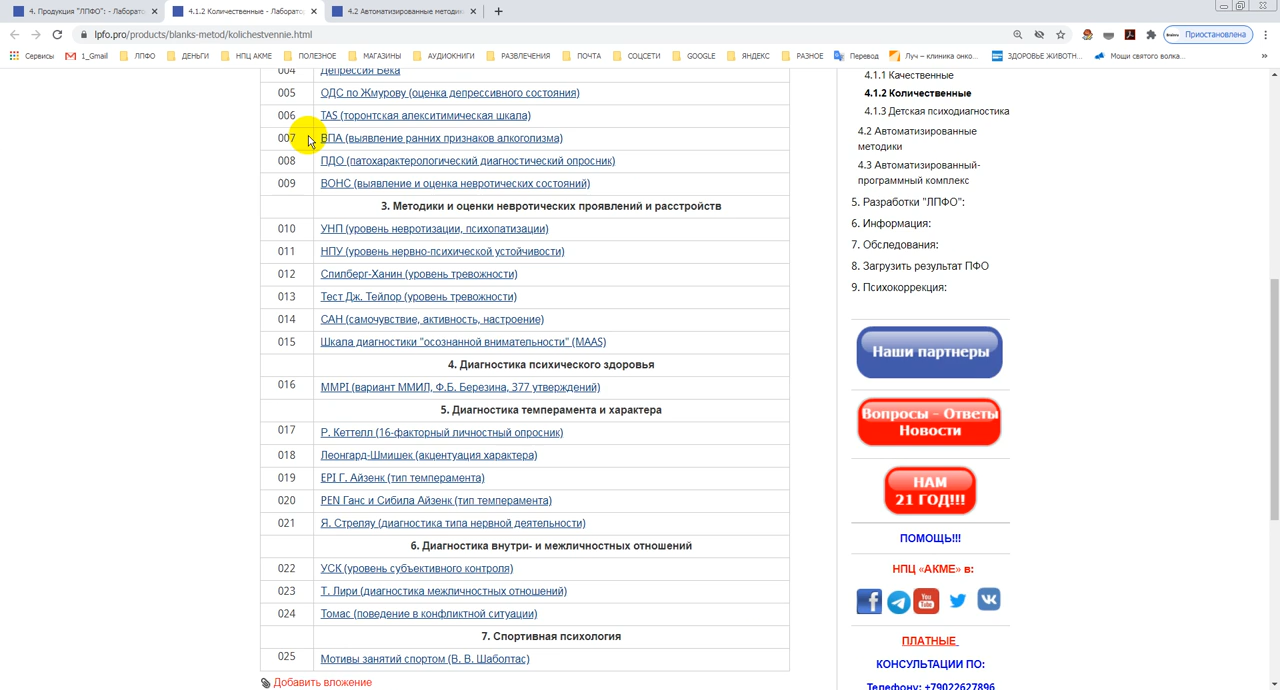 4. Продукция "ЛПФО": - Лаборато
4.1.2 Количественные - Лаборатор
4.2 Автоматизированные методик
lpfo.pro/products/blanks-metod/kolichestvennie.html
Приостановлена
Сервисы
1_Gmail
ЛПФО
ДЕНЬГИ
НПЦ АКМЕ
ПОЛЕЗНОЕ
МАГАЗИНЫ
АУДИОКНИГИ
РАЗВЛЕЧЕНИЯ
ПОЧТА
СОЦСЕТИ
GOOGLE
ЯНДЕКС
РАЗНОЕ
Перевод
Луч – клиника онко...
ЗДОРОВЬЕ ЖИВОТН...
Мощи святого волка...
004 Депрессия Бека
005 ОДС по Жмурову (оценка депрессивного состояния)
006 TAS (торонтская алекситимическая шкала)
007 ВПА (выявление ранних признаков алкоголизма)
008 ПДО (патохарактерологический диагностический опросник)
009 ВОНС (выявление и оценка невротических состояний)
3. Методики и оценки невротических проявлений и расстройств
010 УНП (уровень невротизации, психопатизации)
011 НПУ (уровень нервно-психической устойчивости)
012 Спилберг-Ханин (уровень тревожности)
013 Тест Дж. Тейлор (уровень тревожности)
014 САН (самочувствие, активность, настроение)
015 Шкала диагностики "осознанной внимательности" (MAAS)
4. Диагностика психического здоровья
016 MMPI (вариант ММИЛ, Ф.Б. Березина, 377 утверждений)
5. Диагностика темперамента и характера
017 Р. Кеттелл (16-факторный личностный опросник)
018 Леонгард-Шмишек (акцентуация характера)
019 EPI Г. Айзенк (тип темперамента)
020 PEN Ганс и Сибила Айзенк (тип темперамента)
021 Я. Стреляу (диагностика типа нервной деятельности)
6. Диагностика внутри- и межличностных отношений
022 УСК (уровень субъективного контроля)
023 Т. Лири (диагностика межличностных отношений)
024 Томас (поведение в конфликтной ситуации)
7. Спортивная психология
025 Мотивы занятий спортом (В. В. Шаболтас)
Добавить вложение
4.1.1 Качественные
4.1.2 Количественные
4.1.3 Детская психодиагностика
4.2 Автоматизированные
методики
4.3 Автоматизированный-
программный комплекс
5. Разработки "ЛПФО":
6. Информация:
7. Обследования:
8. Загрузить результат ПФО
9. Психокоррекция:
Наши партнеры
Вопросы - Ответы
Новости
НАМ
21 ГОД!!!
ПОМОЩЬ!!!
НПЦ «АКМЕ» в:
You
Tube
ПЛАТНЫЕ
КОНСУЛЬТАЦИИ ПО:
Телефону: +79022627896